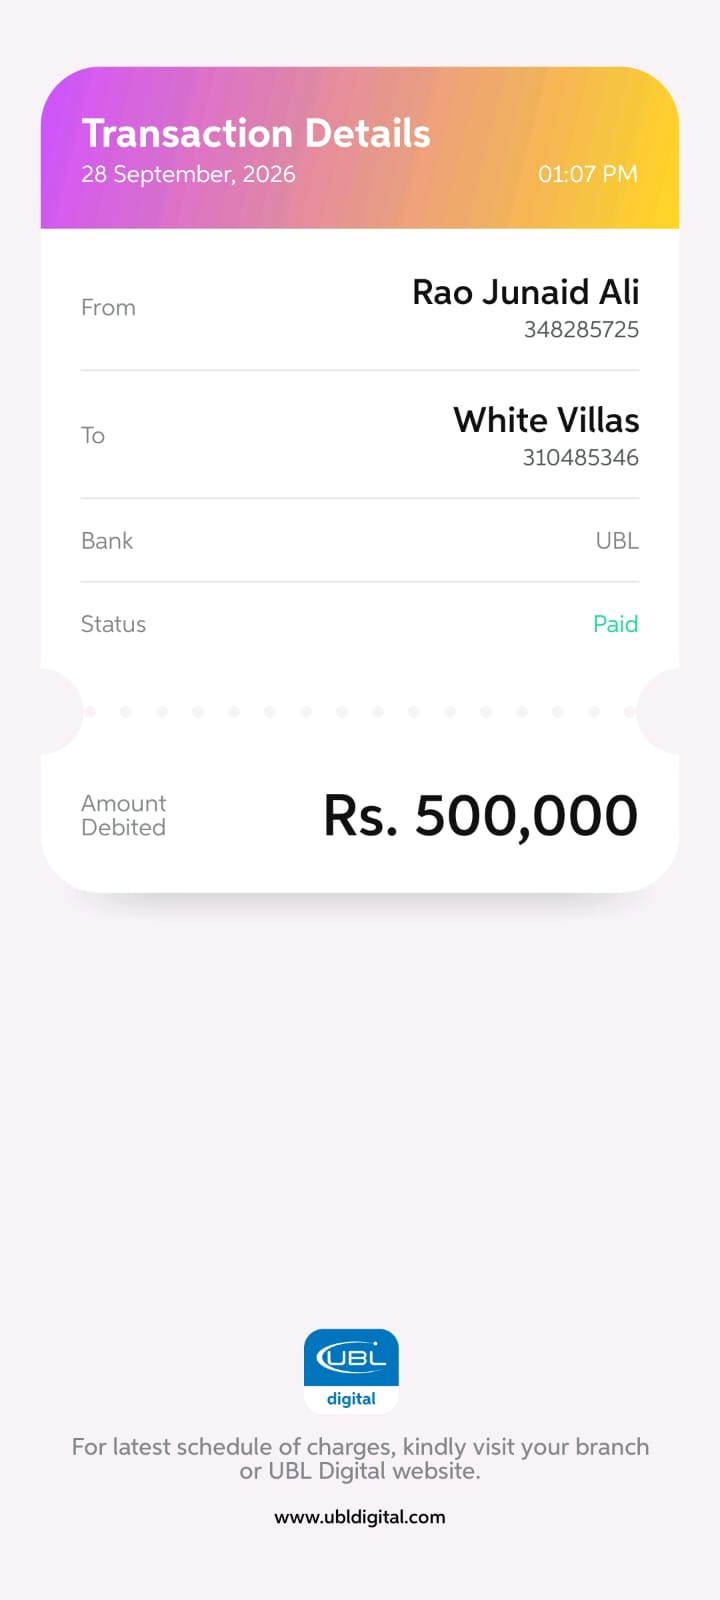 Transaction Details
28 September, 2026 01:07 PM
From
Rao Junaid Ali
348285725
To
White Villas
310485346
Bank UBL
Status Paid
Amount
Debited
Rs. 500,000
UBL
digital
For latest schedule of charges, kindly visit your branch
or UBL Digital website.
www.ubldigital.com